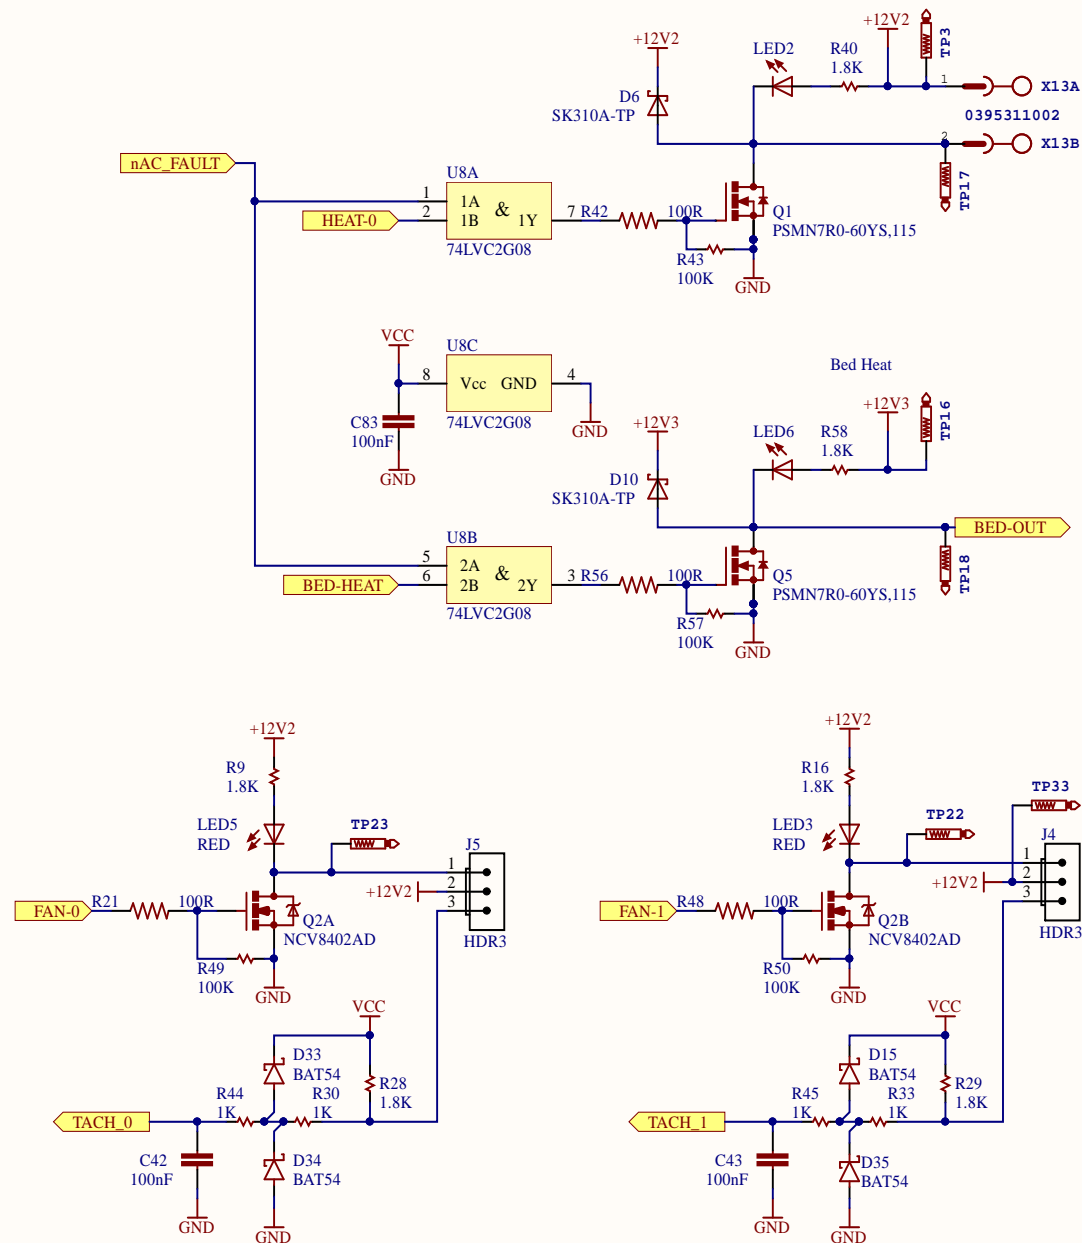 +12V2
TP3
+12V2
LED2
R40
1.8K
1
X13A
D6
SK310A-TP
0395311002
2
X13B
nAC_FAULT
U8A
TP17
1
1A
&
HEAT-0
2
1B
1Y
7
R42
100R
Q1
PSMN7R0-60YS,115
74LVC2G08
R43
100K
GND
VCC
U8C
Bed Heat
8
Vcc
GND
4
C83
100nF
74LVC2G08
GND
GND
+12V3
+12V3
TP16
LED6
R58
1.8K
D10
SK310A-TP
BED-OUT
U8B
5
2A
&
TP18
BED-HEAT
6
2B
2Y
3
R56
100R
Q5
PSMN7R0-60YS,115
74LVC2G08
R57
100K
GND
+12V2
R9
1.8K
LED5
RED
TP23
J5
1
+12V2
2
3
FAN-0
R21
100R
Q2A
NCV8402AD
HDR3
R49
100K
GND
VCC
D33
BAT54
R44
1K
R30
1K
R28
1.8K
TACH_0
C42
100nF
D34
BAT54
GND
GND
+12V2
R16
1.8K
TP33
LED3
RED
TP22
J4
1
+12V2
2
3
FAN-1
R48
100R
Q2B
NCV8402AD
HDR3
R50
100K
GND
VCC
D15
BAT54
R45
1K
R33
1K
R29
1.8K
TACH_1
C43
100nF
D35
BAT54
GND
GND